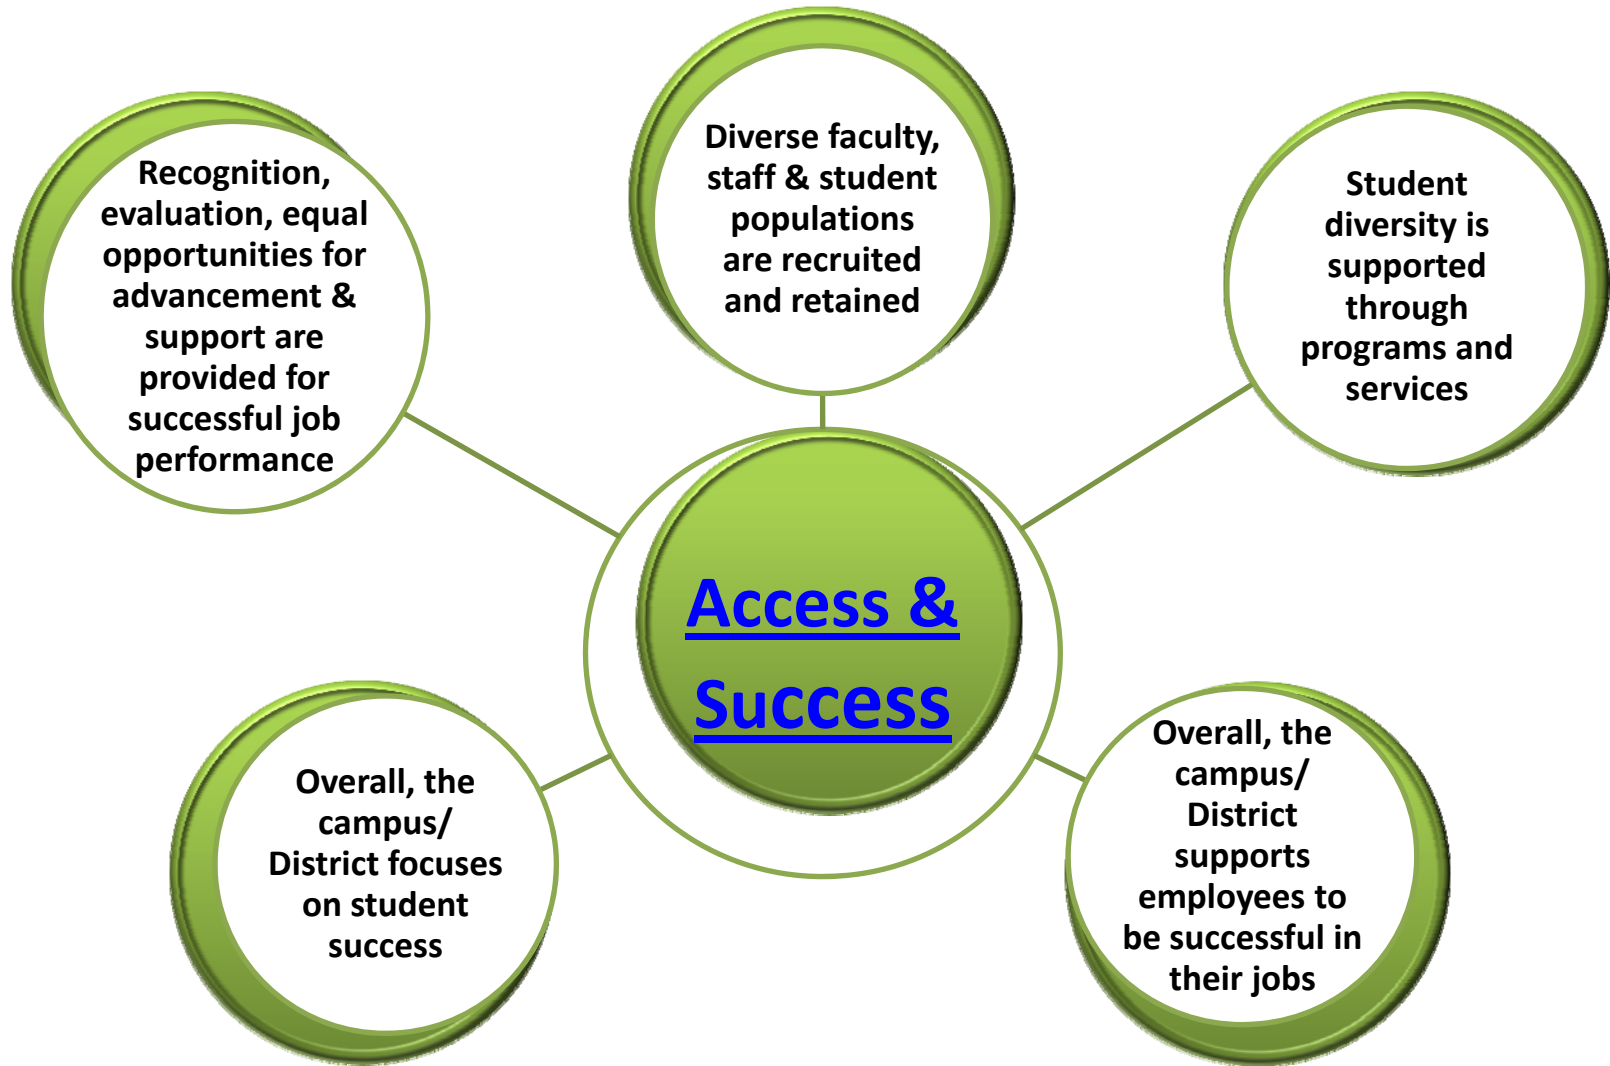 Recognition,
evaluation, equal
opportunities for
advancement &
support are
provided for
successful job
performance
Diverse faculty,
staff & student
populations
are recruited
and retained
Student
diversity is
supported
through
programs and
services
Access &
Success
Overall, the
campus/
District focuses
on student
success
Overall, the
campus/
District
supports
employees to
be successful in
their jobs